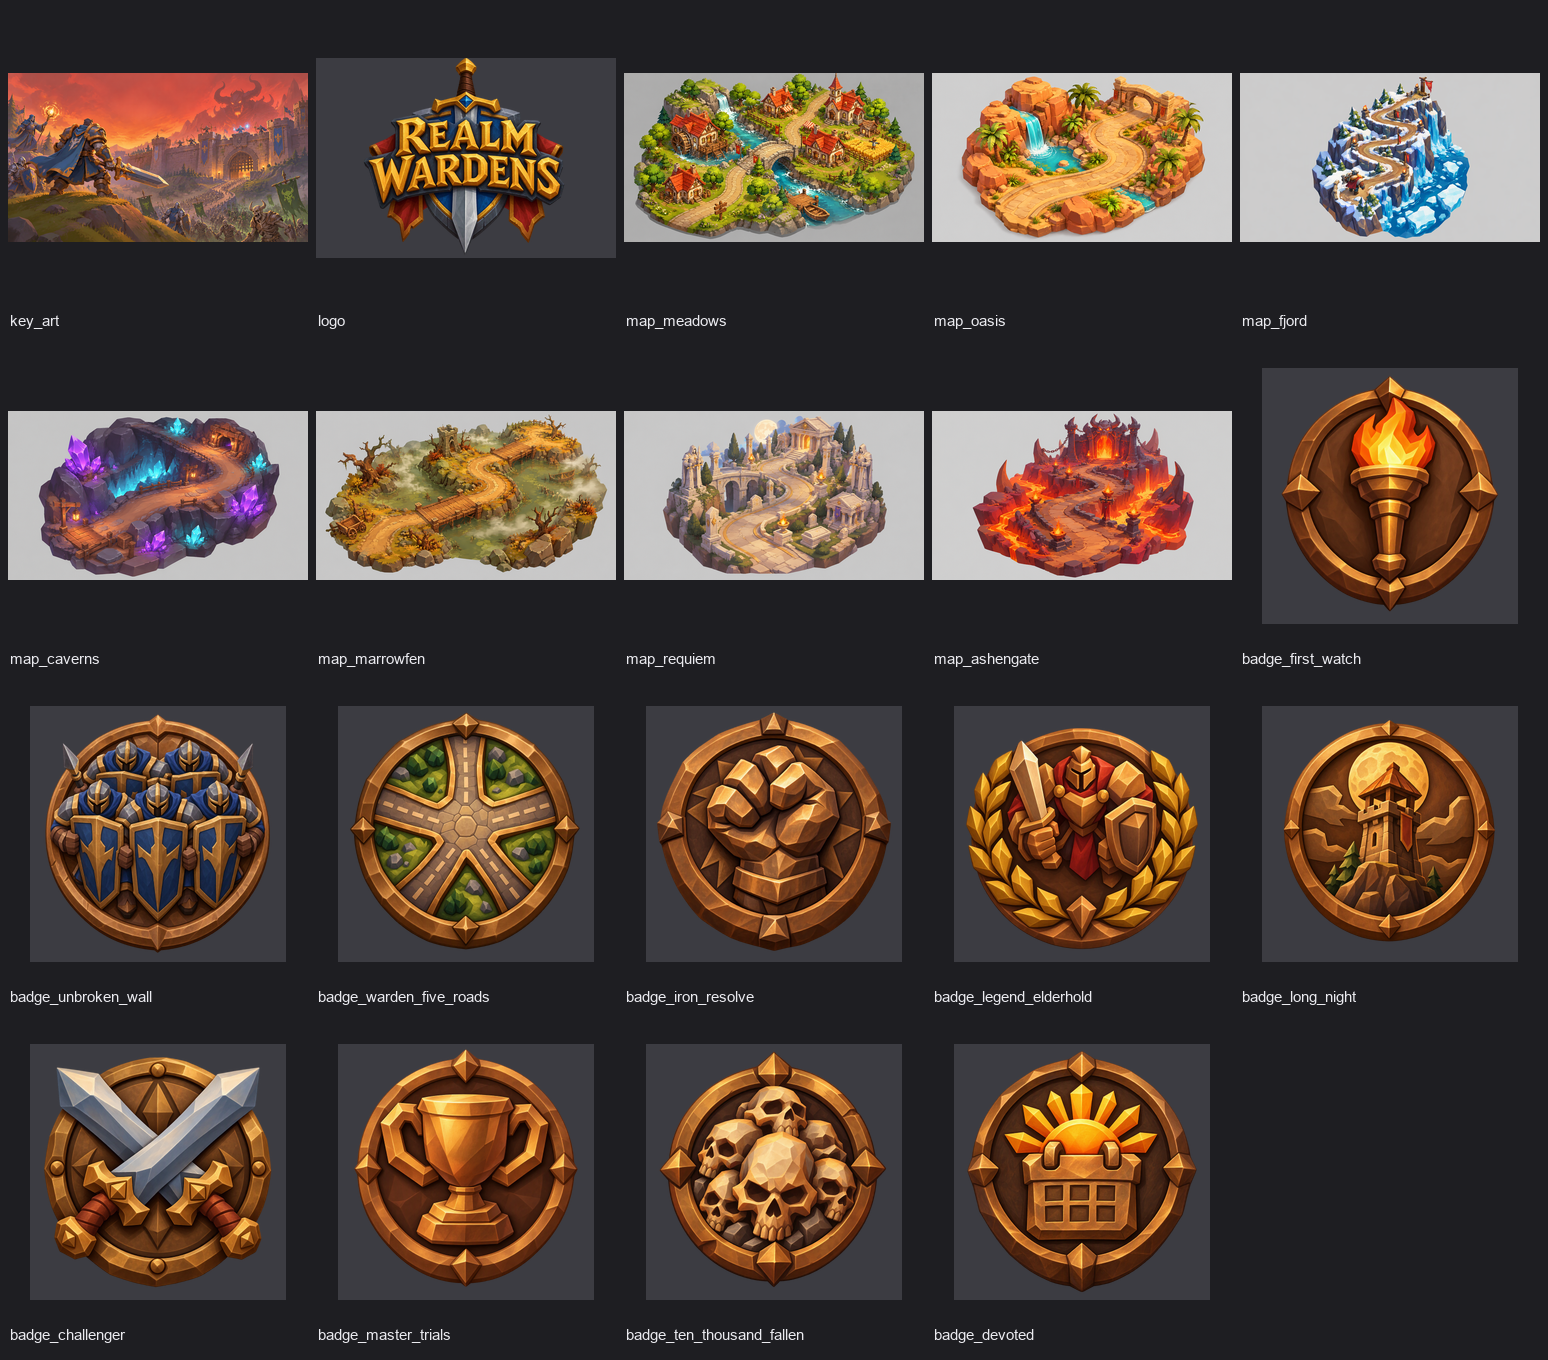 REALM
WARDENS
key_art
logo
map_meadows
map_oasis
map_fjord
map_caverns
map_marrowfen
map_requiem
map_ashengate
badge_first_watch
badge_unbroken_wall
badge_warden_five_roads
badge_iron_resolve
badge_legend_elderhold
badge_long_night
badge_challenger
badge_master_trials
badge_ten_thousand_fallen
badge_devoted